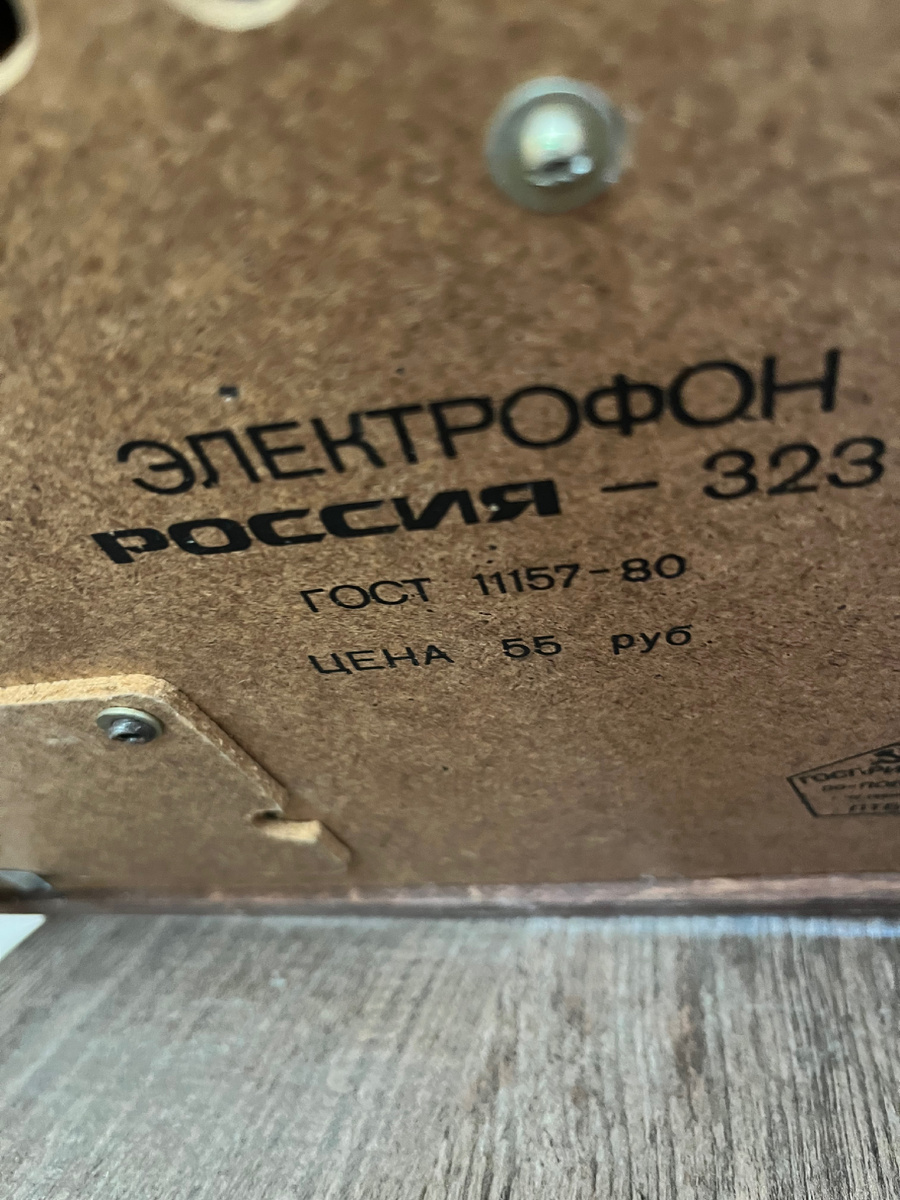 ЭЛЕКТРОФОН
РОССИЯ - 323
ГОСТ 11157-80
ЦЕНА 55 руб.